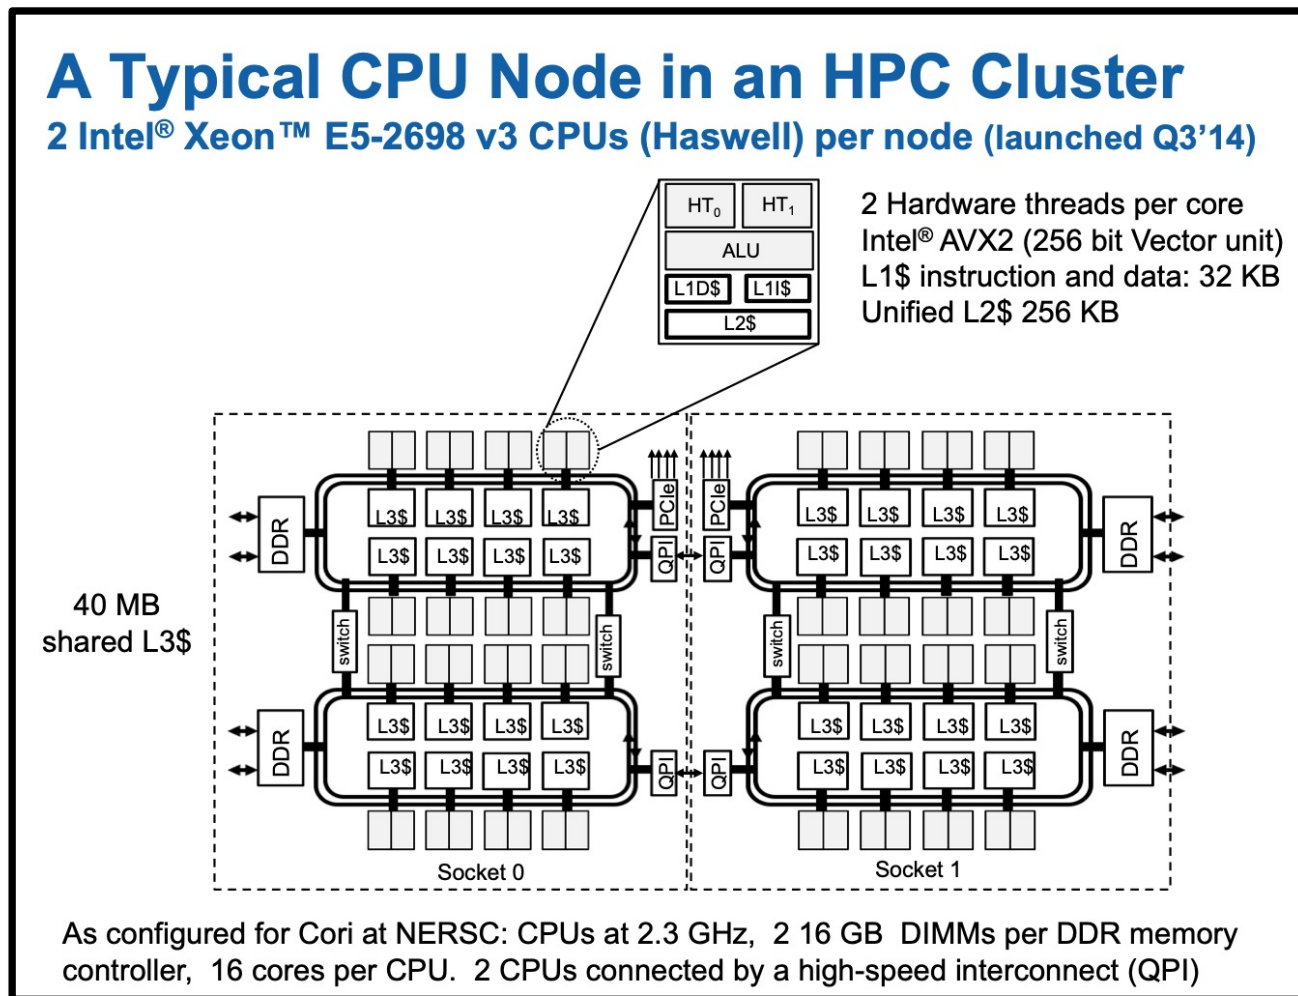 A Typical CPU Node in an HPC Cluster
2 Intel® Xeon™ E5-2698 v3 CPUs (Haswell) per node (launched Q3’14)
HT₀ HT₁
ALU
L1D$ L1I$
L2$
2 Hardware threads per core
Intel® AVX2 (256 bit Vector unit)
L1$ instruction and data: 32 KB
Unified L2$ 256 KB
40 MB
shared L3$
DDR
L3$ L3$ L3$ L3$
L3$ L3$ L3$ L3$
PCIe
QPI
switch
switch
DDR
L3$ L3$ L3$ L3$
L3$ L3$ L3$ L3$
QPI
Socket 0
PCIe
QPI
L3$ L3$ L3$ L3$
L3$ L3$ L3$ L3$
DDR
switch
switch
QPI
L3$ L3$ L3$ L3$
L3$ L3$ L3$ L3$
DDR
Socket 1
As configured for Cori at NERSC: CPUs at 2.3 GHz, 2 16 GB DIMMs per DDR memory
controller, 16 cores per CPU. 2 CPUs connected by a high-speed interconnect (QPI)